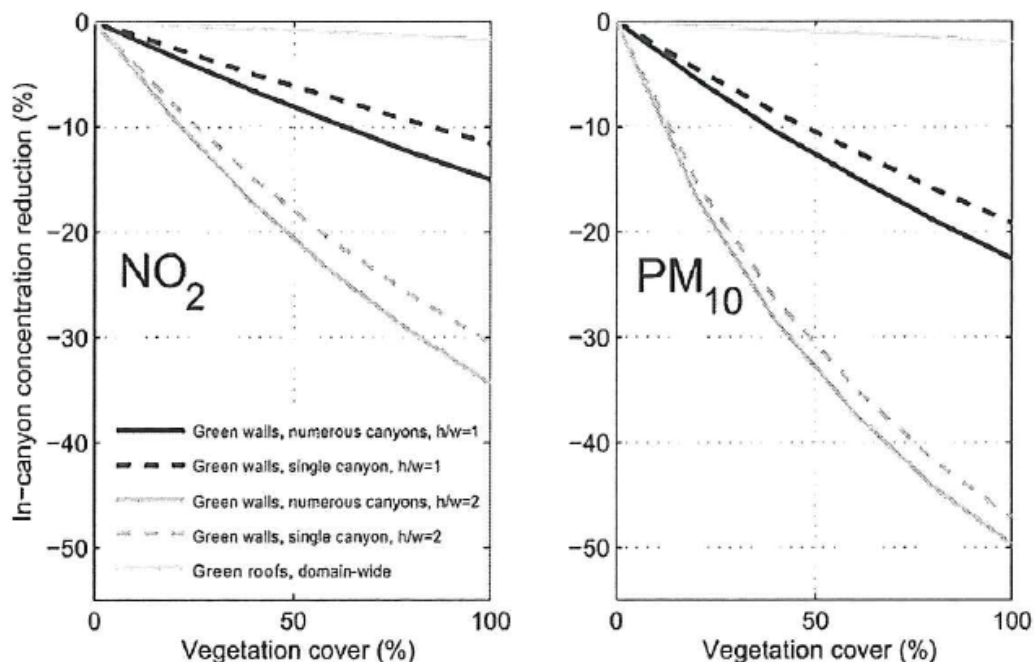 In-canyon concentration reduction (%)
0
−10
−20
−30
−40
−50
NO2
Green walls, numerous canyons, h/w=1
Green walls, single canyon, h/w=1
Green walls, numerous canyons, h/w=2
Green walls, single canyon, h/w=2
Green roofs, domain-wide
0
50
100
Vegetation cover (%)
0
−10
−20
−30
−40
−50
PM10
0
50
100
Vegetation cover (%)